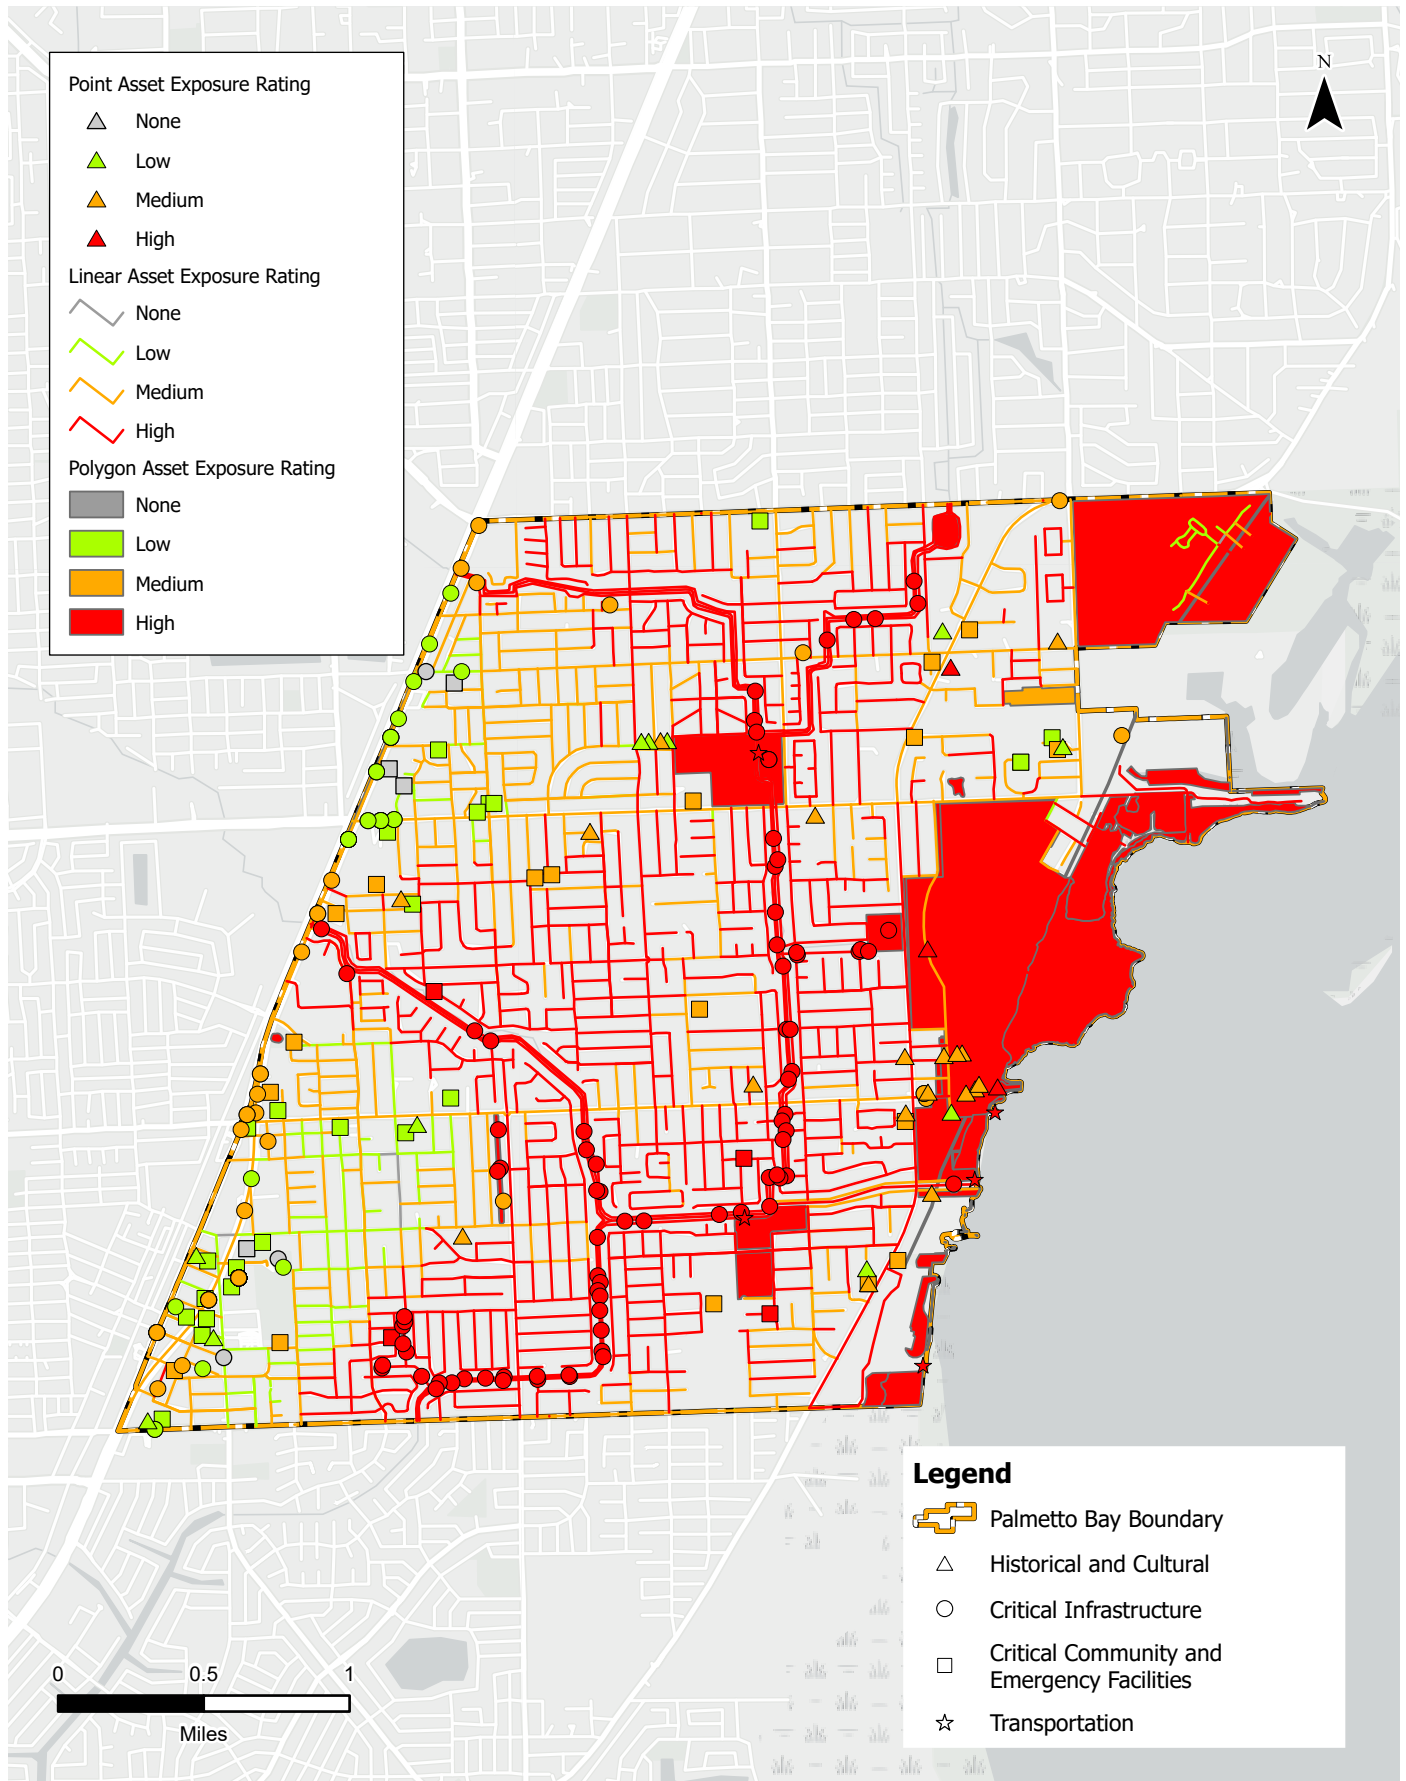 Point Asset Exposure Rating
None
Low
Medium
High
Linear Asset Exposure Rating
None
Low
Medium
High
Polygon Asset Exposure Rating
None
Low
Medium
High
N
Legend
Palmetto Bay Boundary
Historical and Cultural
Critical Infrastructure
Critical Community and
Emergency Facilities
Transportation
0 0.5 1
Miles